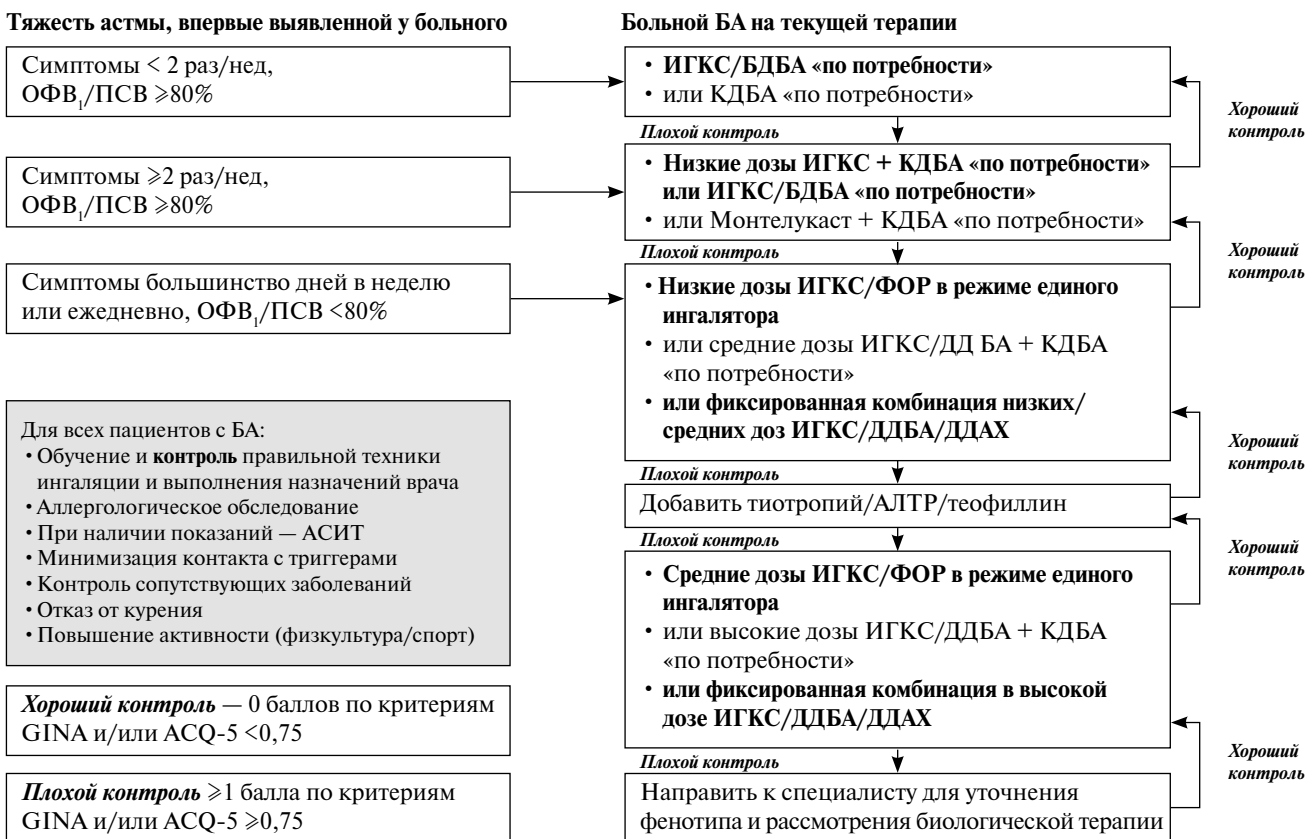 Тяжесть астмы, впервые выявленной у больного
Симптомы < 2 раз/нед,
ОФВ₁/ПСВ ⩾80%
Симптомы ⩾2 раз/нед,
ОФВ₁/ПСВ ⩾80%
Симптомы большинство дней в неделю
или ежедневно, ОФВ₁/ПСВ <80%
Для всех пациентов с БА:
• Обучение и контроль правильной техники
ингаляции и выполнения назначений врача
• Аллергологическое обследование
• При наличии показаний — АСИТ
• Минимизация контакта с триггерами
• Контроль сопутствующих заболеваний
• Отказ от курения
• Повышение активности (физкультура/спорт)
Хороший контроль — 0 баллов по критериям
GINA и/или ACQ-5 <0,75
Плохой контроль ⩾1 балла по критериям
GINA и/или ACQ-5 ⩾0,75
Больной БА на текущей терапии
• ИГКС/БДБА «по потребности»
• или КДБА «по потребности»
Плохой контроль
Хороший
контроль
• Низкие дозы ИГКС + КДБА «по потребности»
или ИГКС/БДБА «по потребности»
• или Монтелукаст + КДБА «по потребности»
Плохой контроль
Хороший
контроль
• Низкие дозы ИГКС/ФОР в режиме единого
ингалятора
• или средние дозы ИГКС/ДД БА + КДБА
«по потребности»
• или фиксированная комбинация низких/
средних доз ИГКС/ДДБА/ДДАХ
Плохой контроль
Хороший
контроль
Добавить тиотропий/АЛТР/теофиллин
Плохой контроль
Хороший
контроль
• Средние дозы ИГКС/ФОР в режиме единого
ингалятора
• или высокие дозы ИГКС/ДДБА + КДБА
«по потребности»
• или фиксированная комбинация в высокой
дозе ИГКС/ДДБА/ДДАХ
Плохой контроль
Хороший
контроль
Направить к специалисту для уточнения
фенотипа и рассмотрения биологической терапии